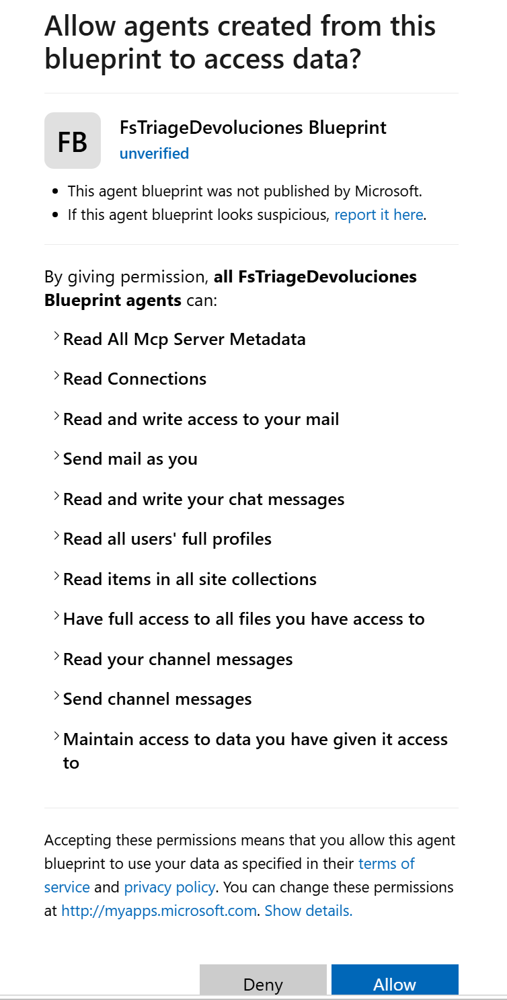 Allow agents created from this
blueprint to access data?
FB
FsTriageDevoluciones Blueprint
unverified
• This agent blueprint was not published by Microsoft.
• If this agent blueprint looks suspicious, report it here.
By giving permission, all FsTriageDevoluciones
Blueprint agents can:
Read All Mcp Server Metadata
Read Connections
Read and write access to your mail
Send mail as you
Read and write your chat messages
Read all users' full profiles
Read items in all site collections
Have full access to all files you have access to
Read your channel messages
Send channel messages
Maintain access to data you have given it access
to
Accepting these permissions means that you allow this agent
blueprint to use your data as specified in their terms of
service and privacy policy. You can change these permissions
at http://myapps.microsoft.com. Show details.
Deny
Allow